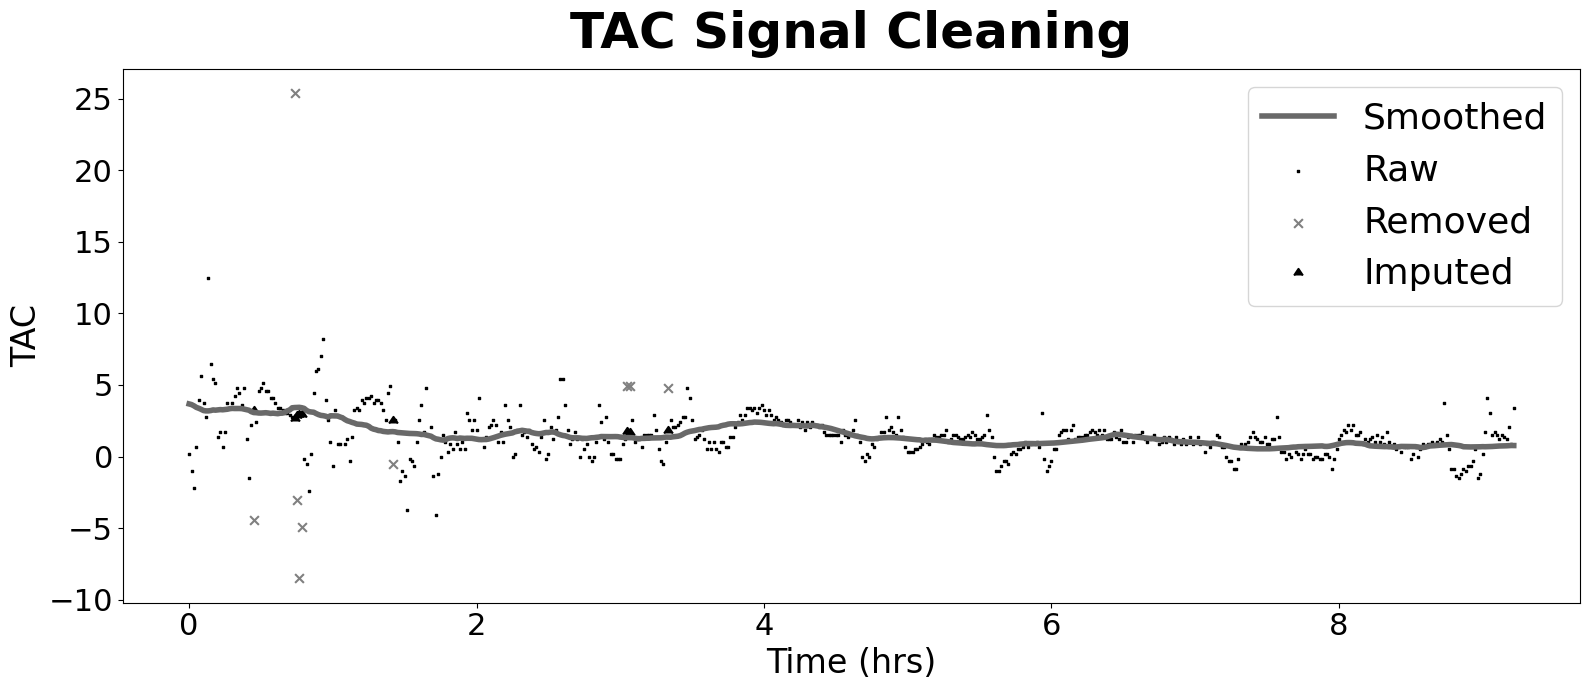 TAC Signal Cleaning
Smoothed
Raw
Removed
Imputed
TAC
25
20
15
10
5
0
−5
−10
0 2 4 6 8
Time (hrs)